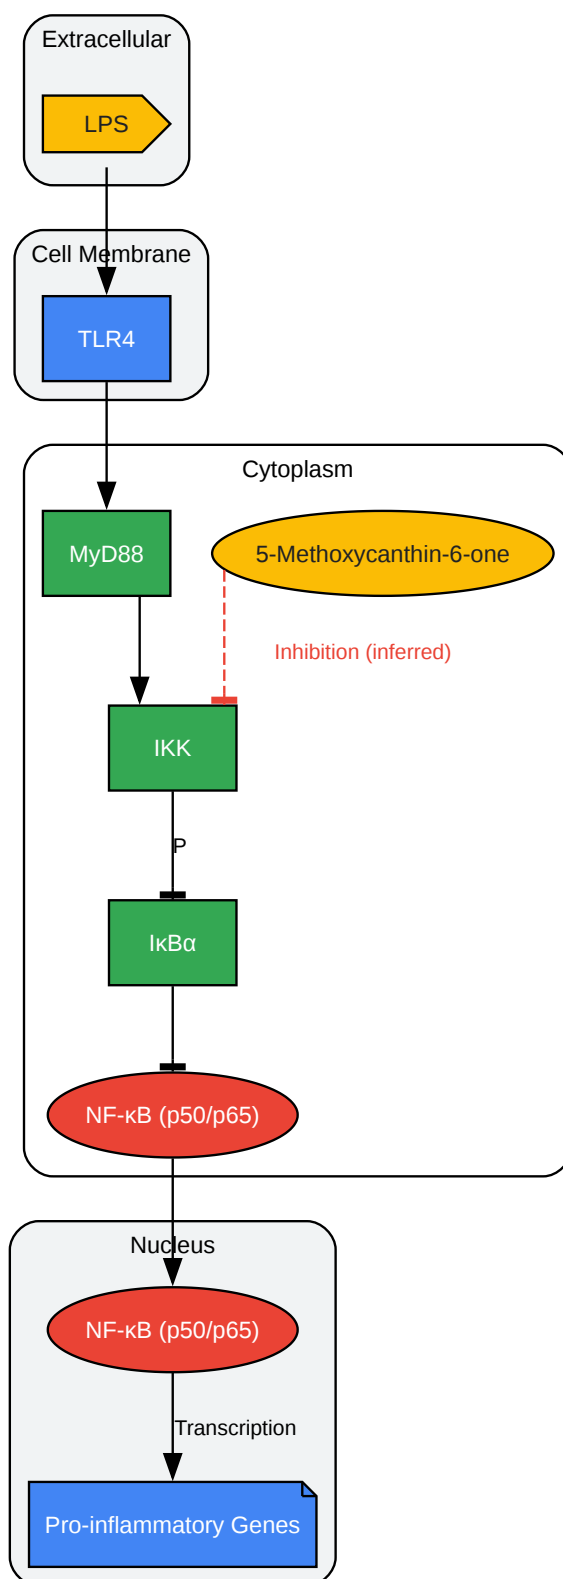 Extracellular
LPS
Cell Membrane
TLR4
Cytoplasm
MyD88
5-Methoxycanthin-6-one
Inhibition (inferred)
IKK
P
IκBα
NF-κB (p50/p65)
Nucleus
NF-κB (p50/p65)
Transcription
Pro-inflammatory Genes